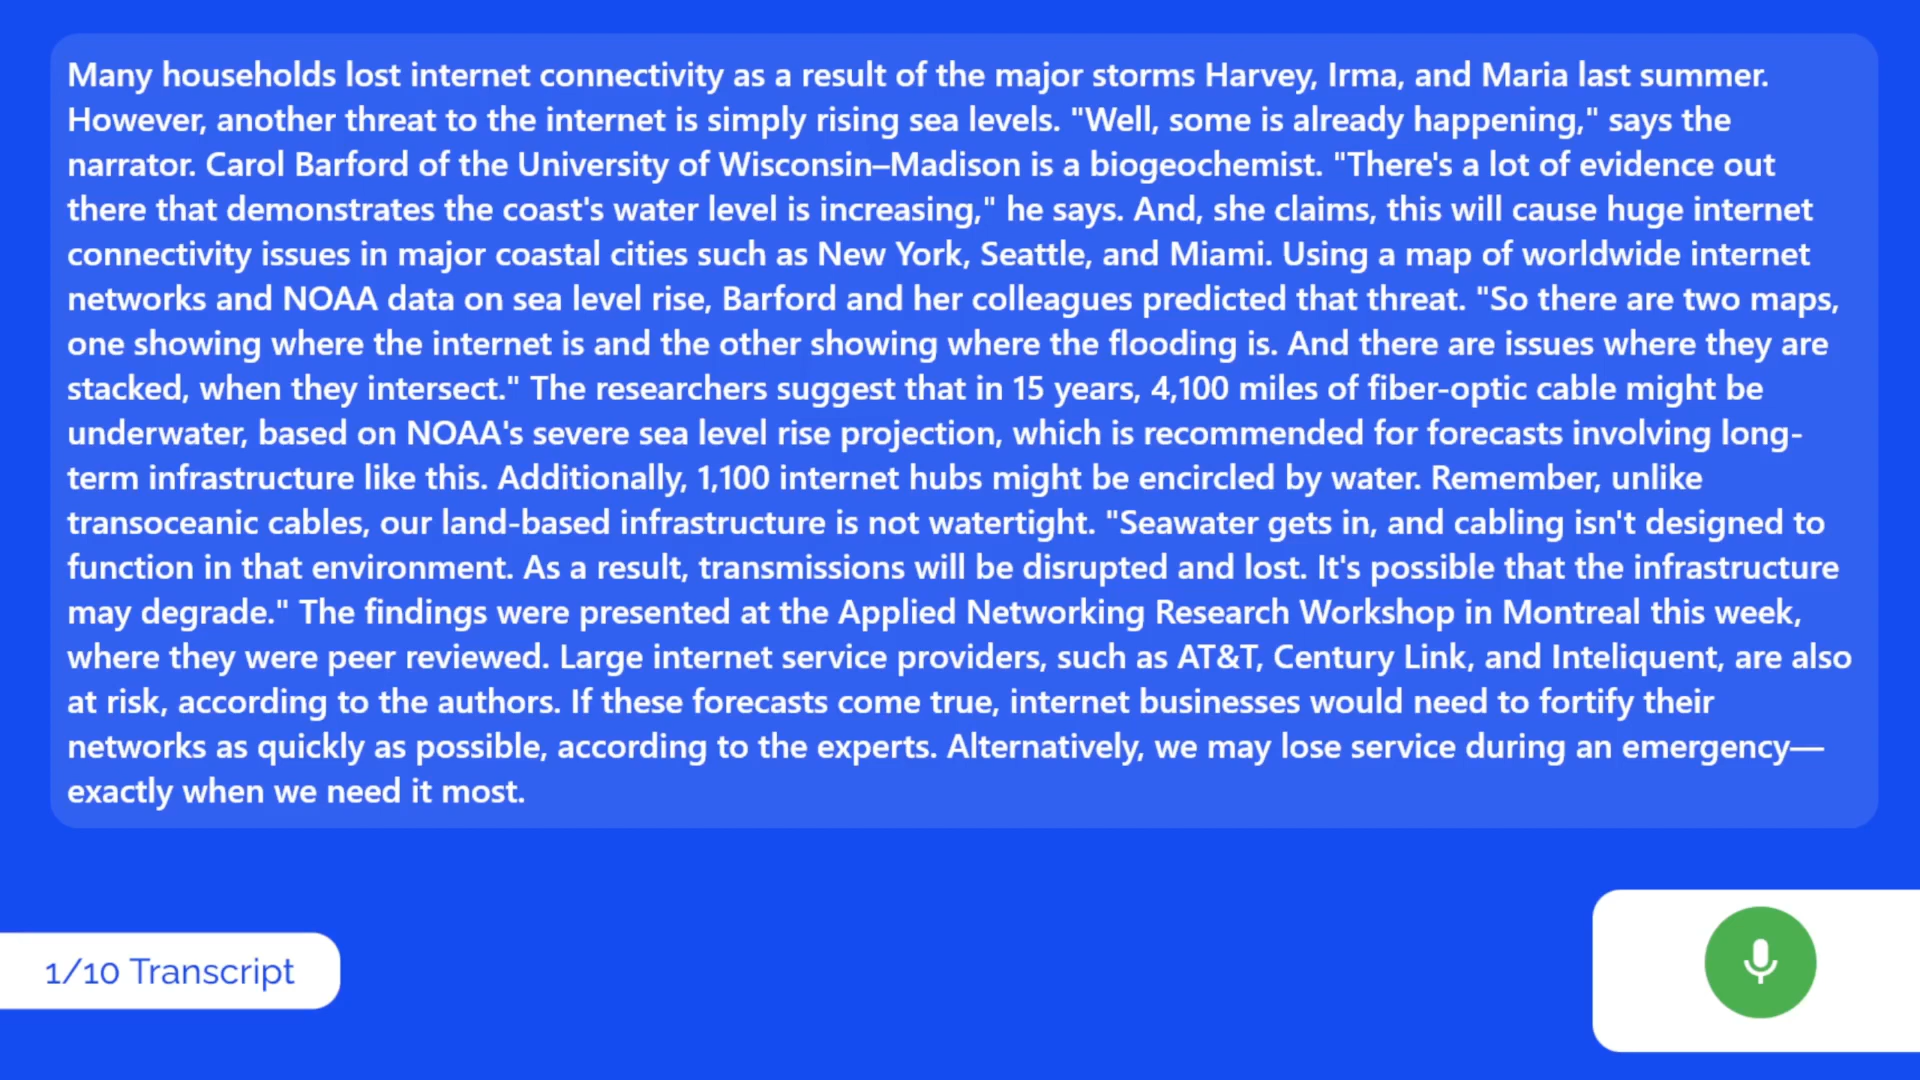 Many households lost internet connectivity as a result of the major storms Harvey, Irma, and Maria last summer.
However, another threat to the internet is simply rising sea levels. "Well, some is already happening," says the
narrator. Carol Barford of the University of Wisconsin–Madison is a biogeochemist. "There's a lot of evidence out
there that demonstrates the coast's water level is increasing," he says. And, she claims, this will cause huge internet
connectivity issues in major coastal cities such as New York, Seattle, and Miami. Using a map of worldwide internet
networks and NOAA data on sea level rise, Barford and her colleagues predicted that threat. "So there are two maps,
one showing where the internet is and the other showing where the flooding is. And there are issues where they are
stacked, when they intersect." The researchers suggest that in 15 years, 4,100 miles of fiber-optic cable might be
underwater, based on NOAA's severe sea level rise projection, which is recommended for forecasts involving long-
term infrastructure like this. Additionally, 1,100 internet hubs might be encircled by water. Remember, unlike
transoceanic cables, our land-based infrastructure is not watertight. "Seawater gets in, and cabling isn't designed to
function in that environment. As a result, transmissions will be disrupted and lost. It's possible that the infrastructure
may degrade." The findings were presented at the Applied Networking Research Workshop in Montreal this week,
where they were peer reviewed. Large internet service providers, such as AT&T, Century Link, and Inteliquent, are also
at risk, according to the authors. If these forecasts come true, internet businesses would need to fortify their
networks as quickly as possible, according to the experts. Alternatively, we may lose service during an emergency—
exactly when we need it most.
1/10 Transcript